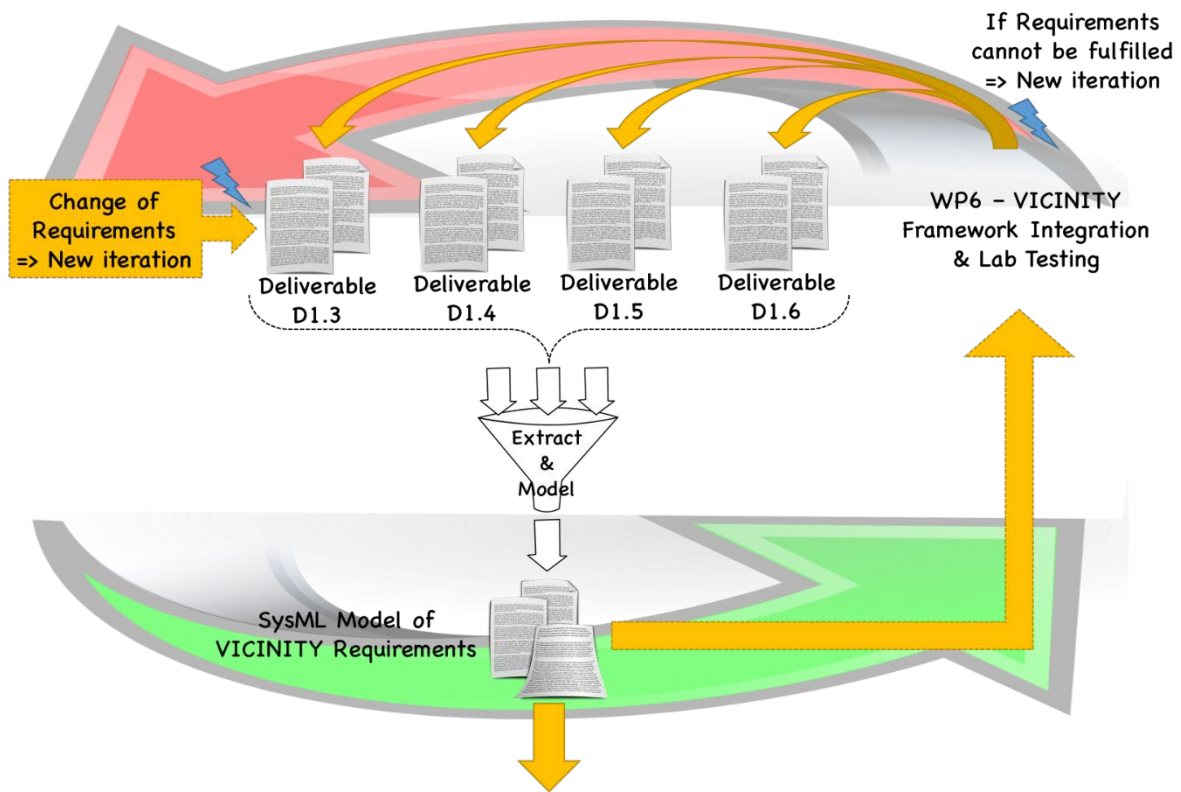 If Requirements
cannot be fulfilled
=> New iteration
Change of
Requirements
=> New iteration
WP6 – VICINITY
Framework Integration
& Lab Testing
Deliverable
D1.3
Deliverable
D1.4
Deliverable
D1.5
Deliverable
D1.6
Extract
&
Model
SysML Model of
VICINITY Requirements